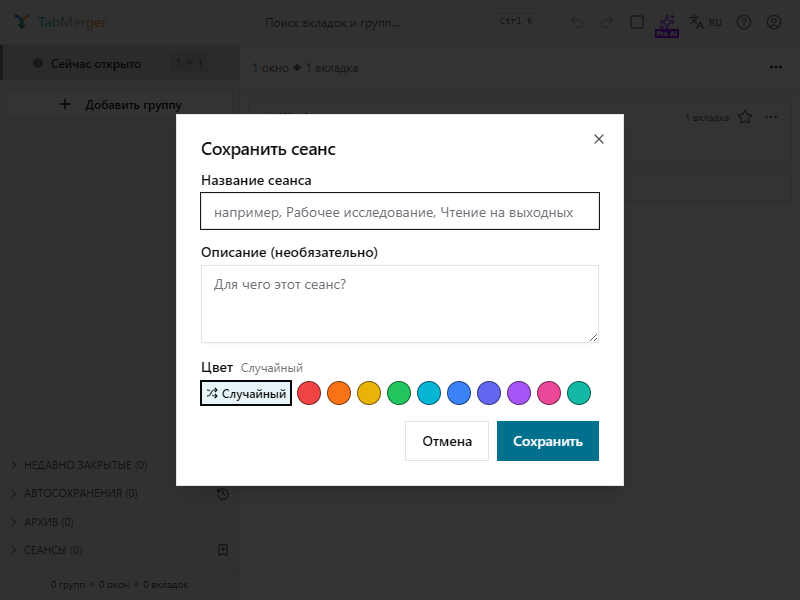 TabMerger
Поиск вкладок и групп...
Ctrl K
Pro AI
RU
Сейчас открыто
1 + 1
1 окно ◆ 1 вкладка
Добавить группу
1 вкладка
Сохранить сеанс
Название сеанса
например, Рабочее исследование, Чтение на выходных
Описание (необязательно)
Для чего этот сеанс?
Цвет Случайный
Случайный
Отмена
Сохранить
НЕДАВНО ЗАКРЫТЫЕ (0)
АВТОСОХРАНЕНИЯ (0)
АРХИВ (0)
СЕАНСЫ (0)
0 групп ◆ 0 окон ◆ 0 вкладок